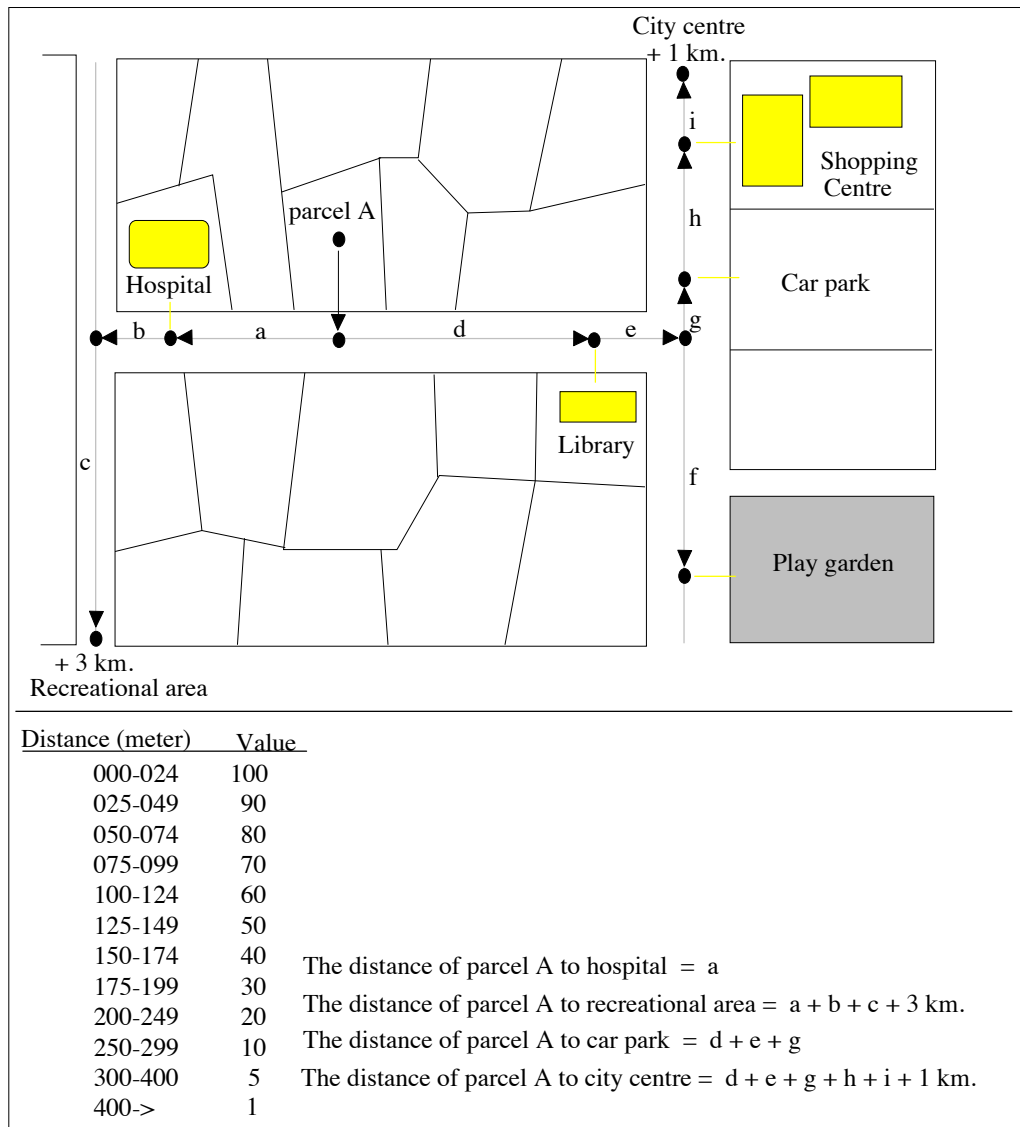 City centre
+ 1 km.
i
Shopping
Centre
h
parcel A
Hospital
Car park
g
b
a
d
e
Library
c
f
Play garden
+ 3 km.
Recreational area
Distance (meter) Value
000-024 100
025-049 90
050-074 80
075-099 70
100-124 60
125-149 50
150-174 40
175-199 30
200-249 20
250-299 10
300-400 5
400-> 1
The distance of parcel A to hospital = a
The distance of parcel A to recreational area = a + b + c + 3 km.
The distance of parcel A to car park = d + e + g
The distance of parcel A to city centre = d + e + g + h + i + 1 km.